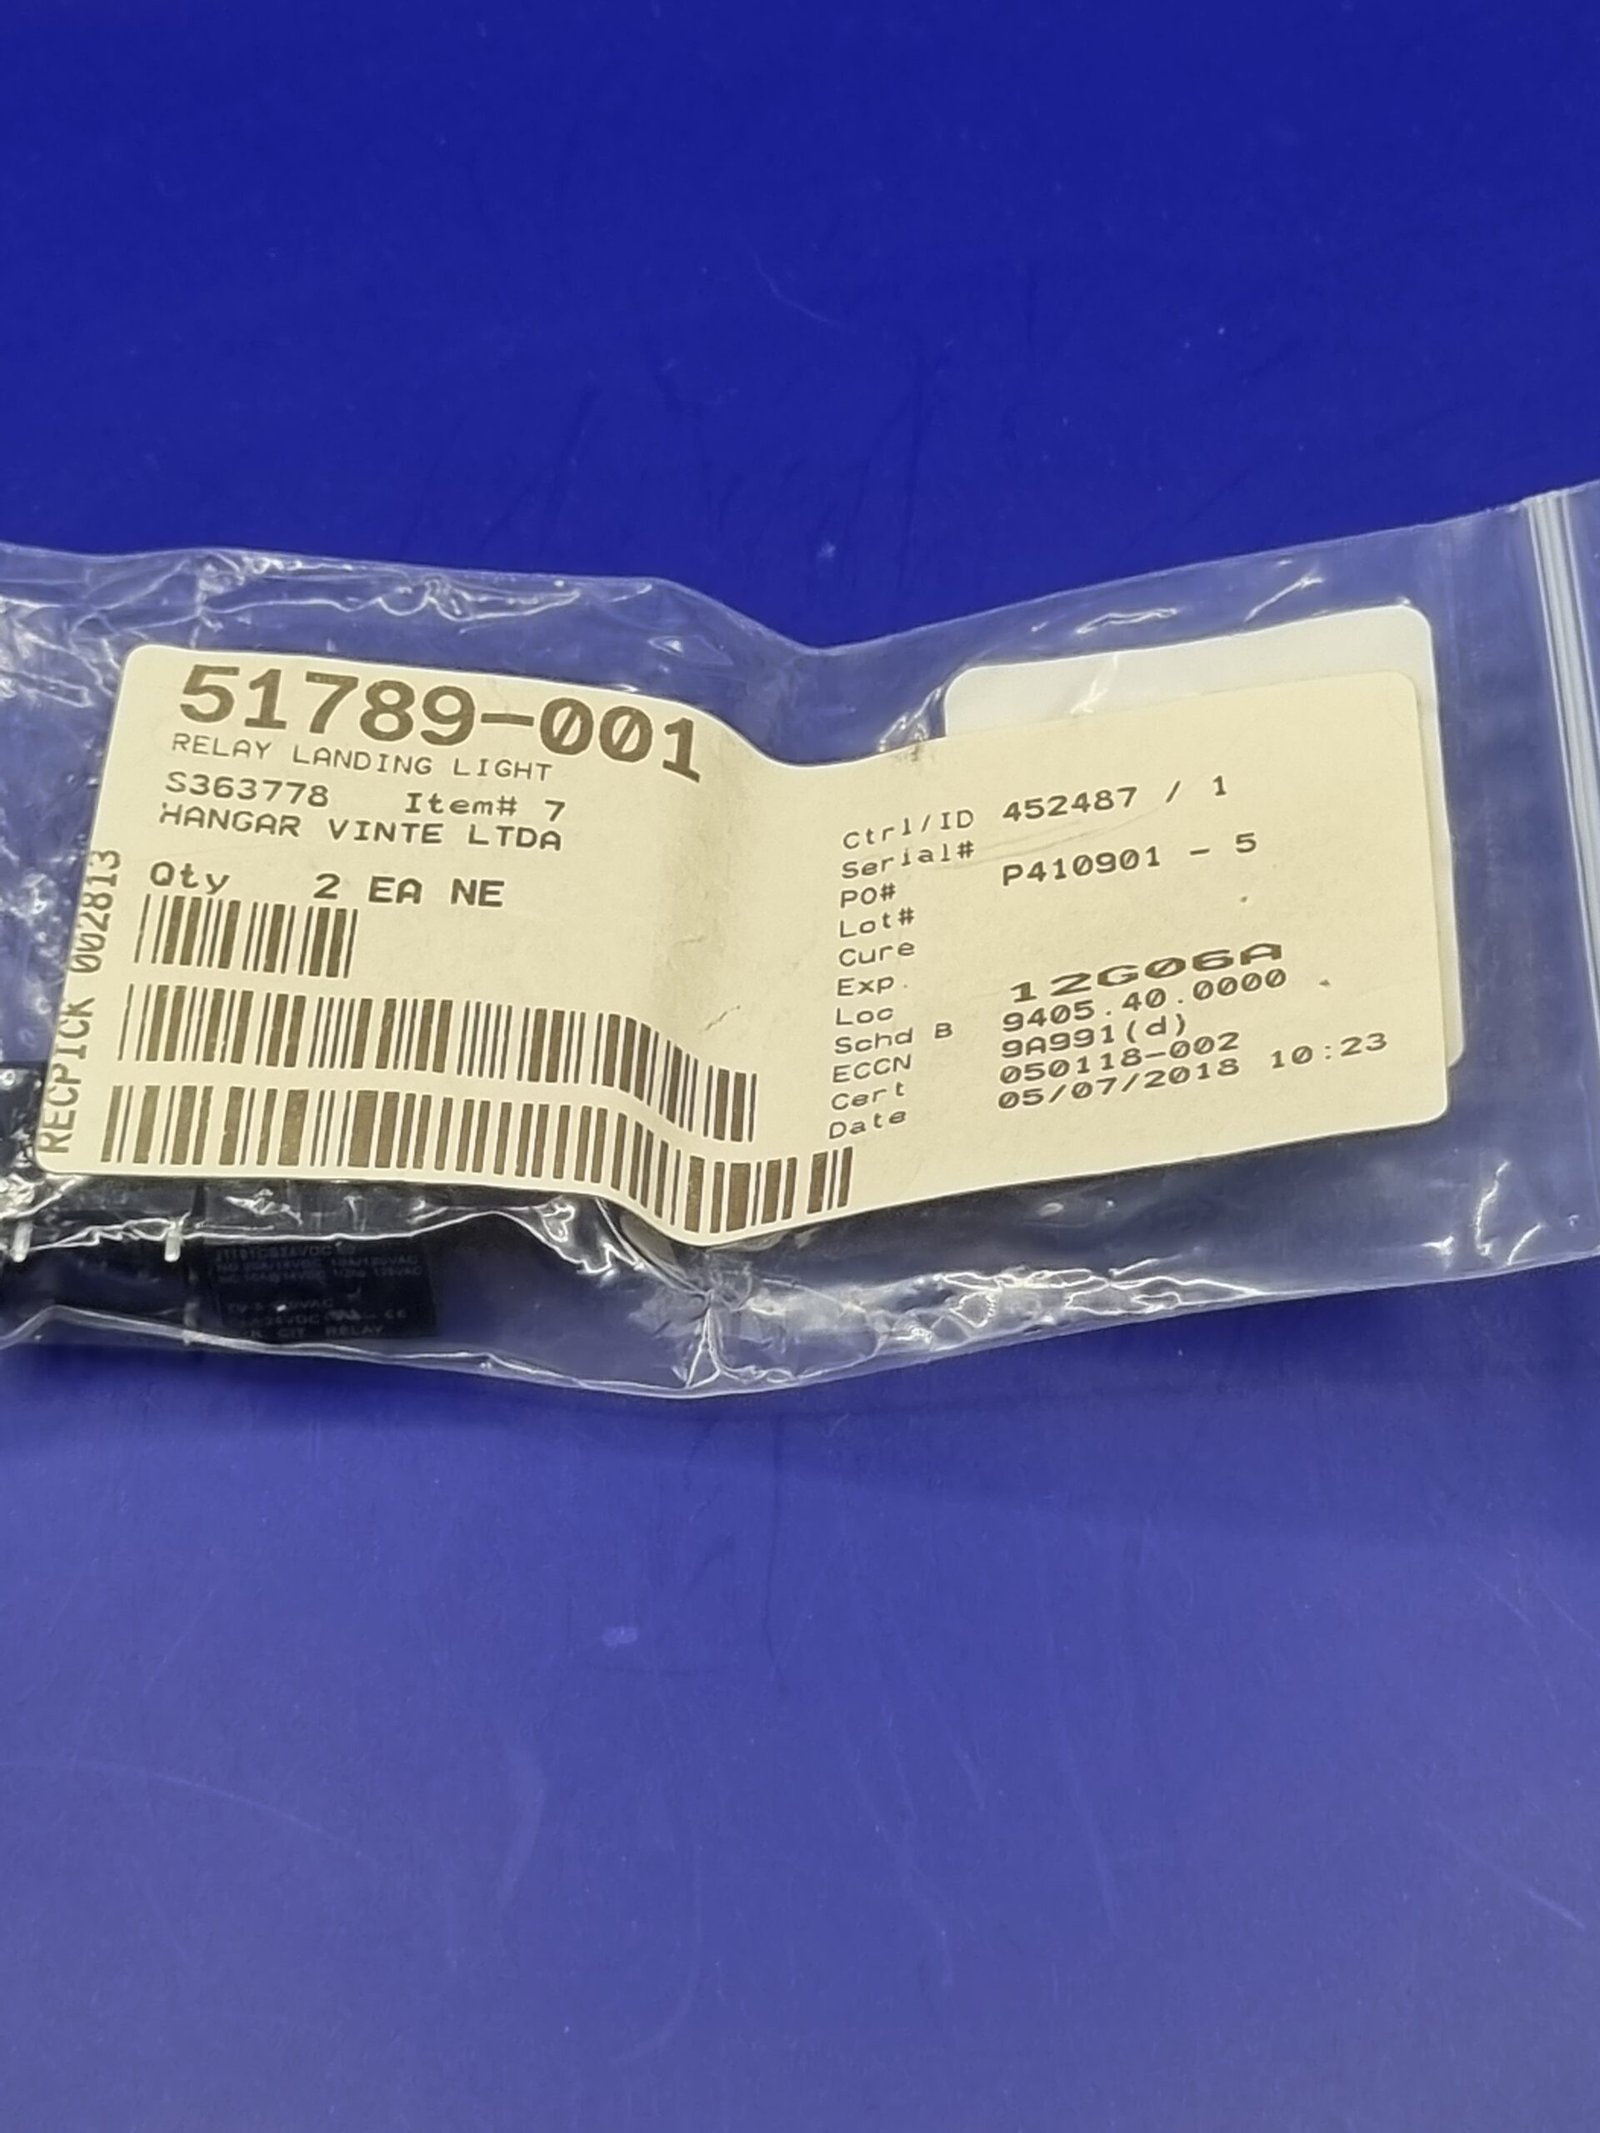 51789-001
RELAY LANDING LIGHT
S363778 Item# 7
HANGAR VINTE LTDA
Qty 2 EA NE
RECPICK 002813
Ctrl/ID 452487 / 1
Serial#
PO# P410901 - 5
Lot#
Cure
Exp.
Loc 12G06A
Schd B 9405.40.0000
ECCN 9A991(d)
Cert 050118-002
Date 05/07/2018 10:23
CIT RELAY